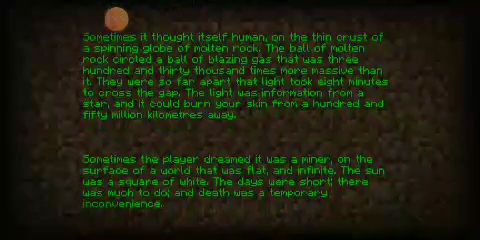 Sometimes it thought itself human, on the thin crust of
a spinning globe of molten rock. The ball of molten
rock circled a ball of blazing gas that was three
hundred and thirty thousand times more massive than
it. They were so far apart that light took eight minutes
to cross the gap. The light was information from a
star, and it could burn your skin from a hundred and
fifty million kilometres away.
Sometimes the player dreamed it was a miner, on the
surface of a world that was flat, and infinite. The sun
was a square of white. The days were short; there
was much to do; and death was a temporary
inconvenience.